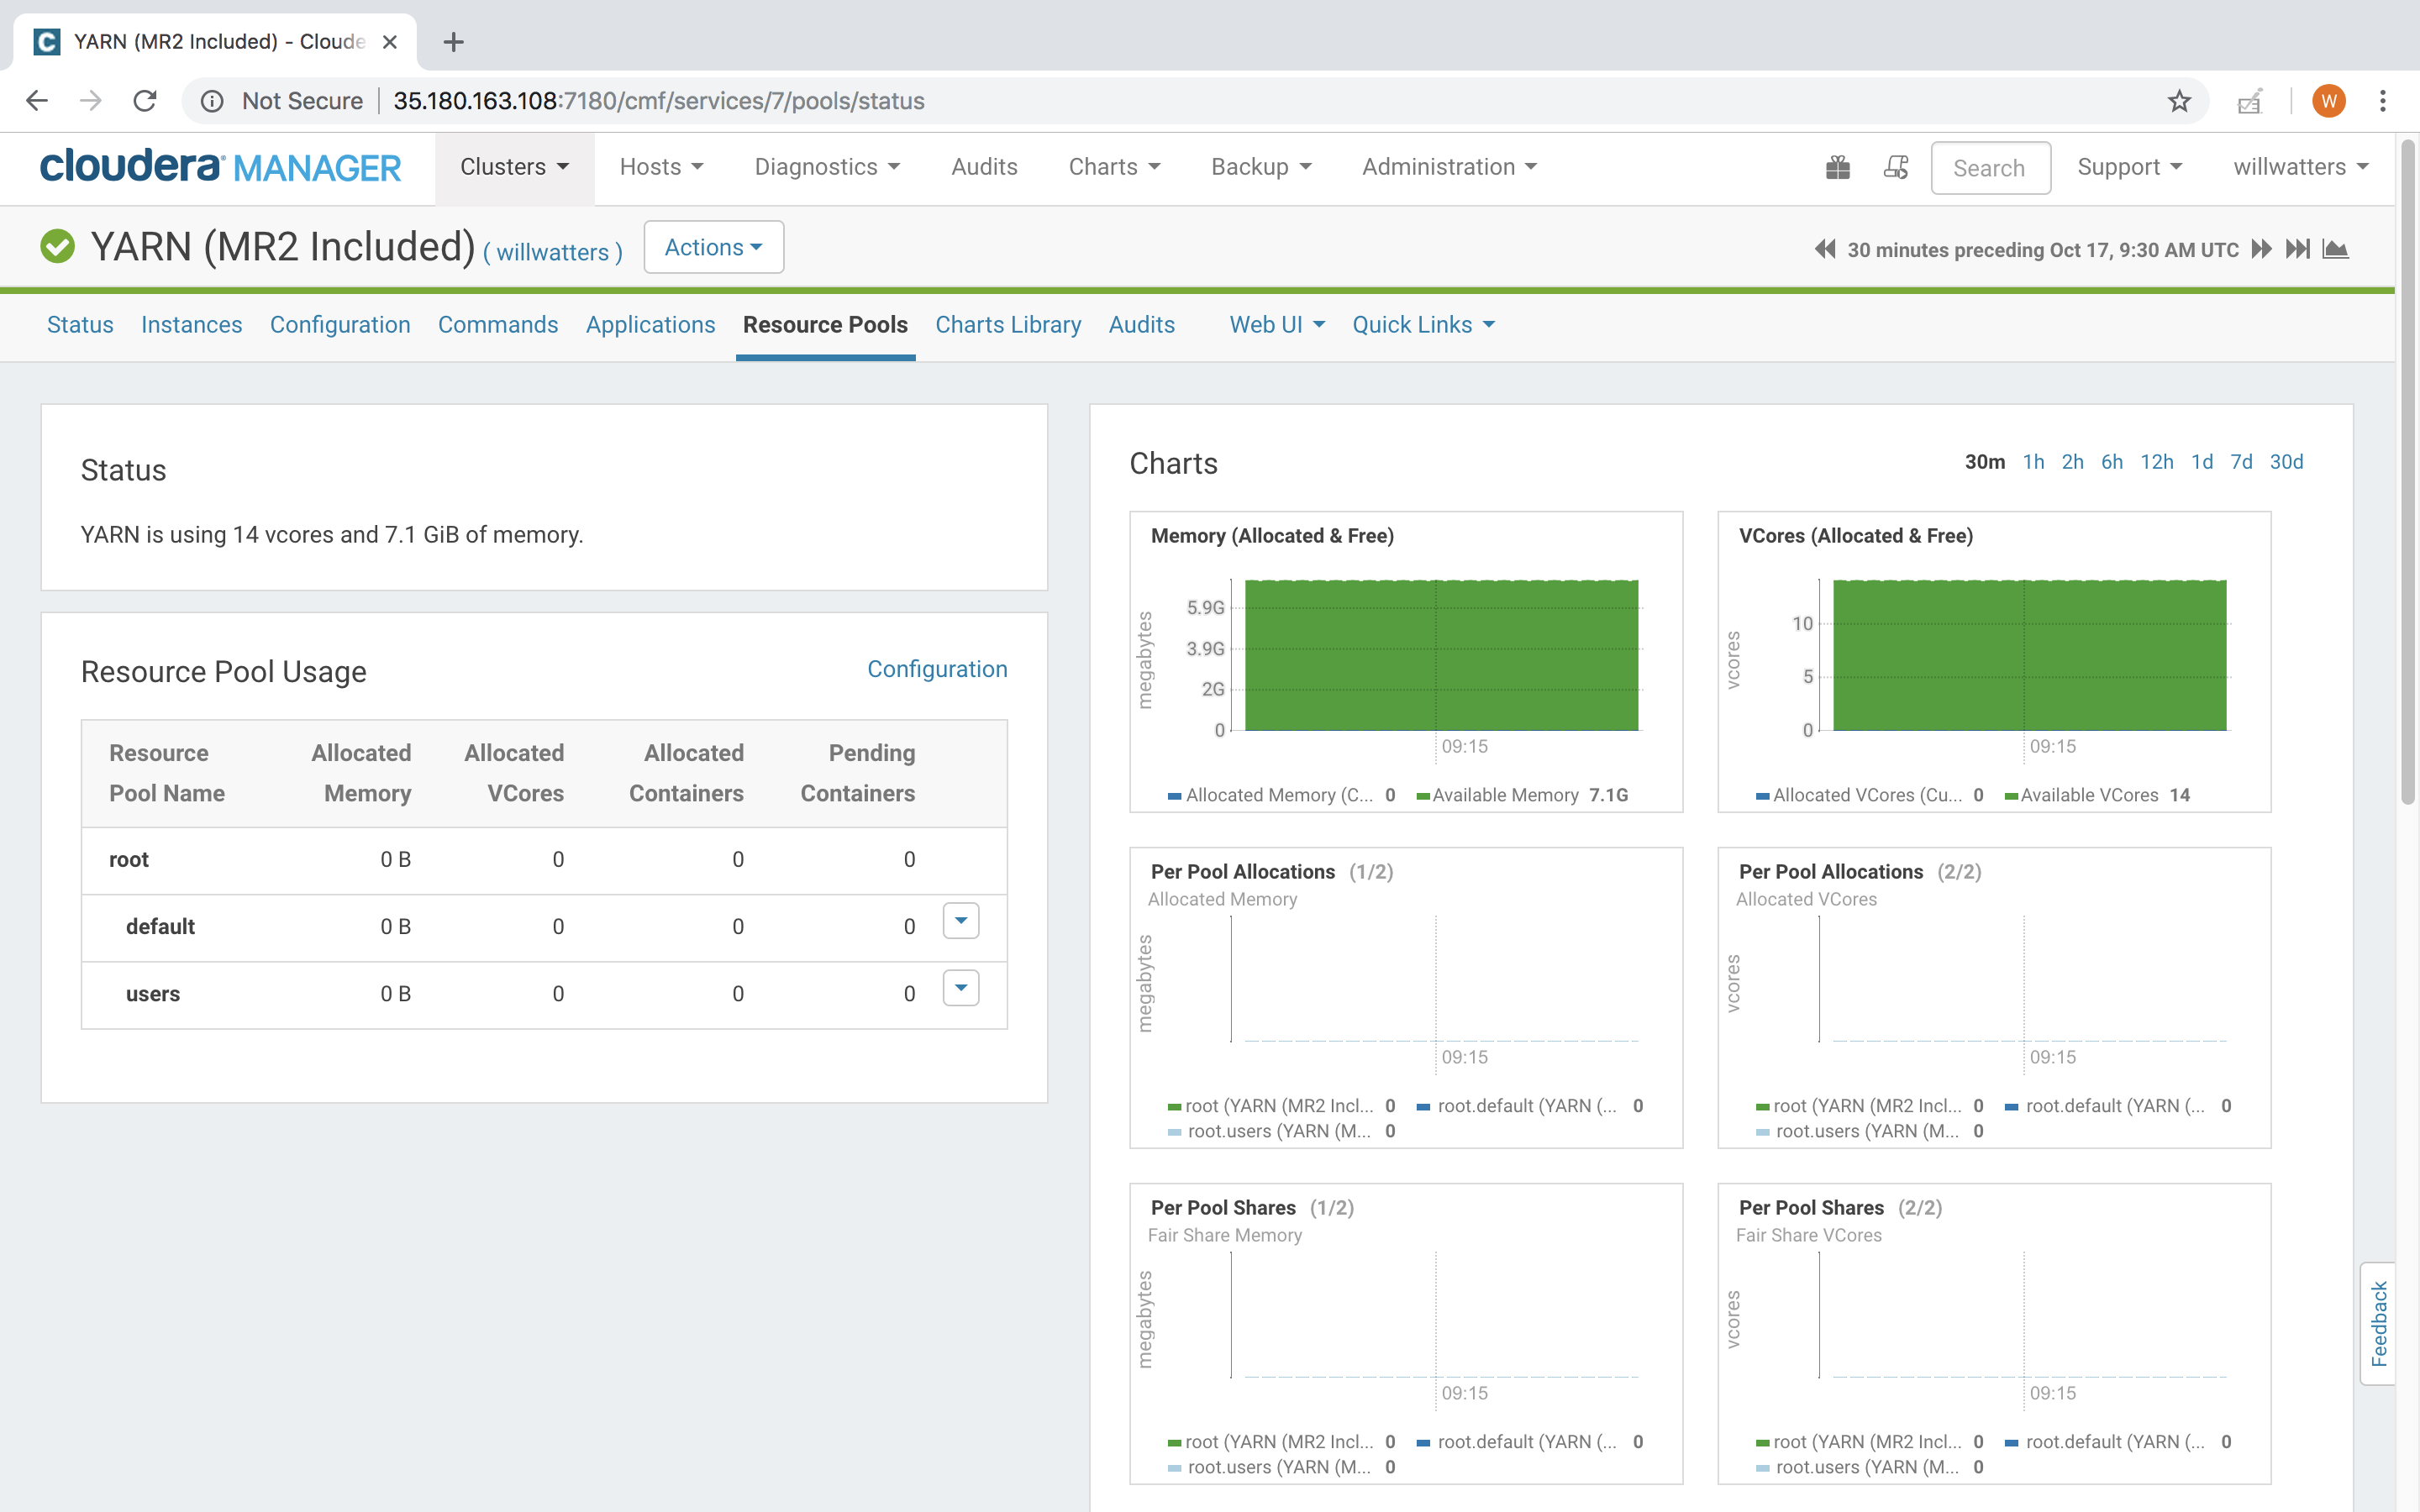 YARN (MR2 Included) - Cloude
Not Secure
35.180.163.108:7180/cmf/services/7/pools/status
W
cloudera MANAGER
Clusters
Hosts
Diagnostics
Audits
Charts
Backup
Administration
Search
Support
willwatters
YARN (MR2 Included) ( willwatters )
Actions
30 minutes preceding Oct 17, 9:30 AM UTC
Status
Instances
Configuration
Commands
Applications
Resource Pools
Charts Library
Audits
Web UI
Quick Links
Status
YARN is using 14 vcores and 7.1 GiB of memory.
Resource Pool Usage
Configuration
Resource Pool Name
Allocated Memory
Allocated VCores
Allocated Containers
Pending Containers
root 0 B 0 0 0
default 0 B 0 0 0
users 0 B 0 0 0
Charts
30m 1h 2h 6h 12h 1d 7d 30d
Memory (Allocated & Free)
megabytes
5.9G
3.9G
2G
0
09:15
Allocated Memory (C... 0 Available Memory 7.1G
VCores (Allocated & Free)
vcores
10
5
0
09:15
Allocated VCores (Cu... 0 Available VCores 14
Per Pool Allocations (1/2)
Allocated Memory
megabytes
09:15
root (YARN (MR2 Incl... 0 root.default (YARN (... 0
root.users (YARN (M... 0
Per Pool Allocations (2/2)
Allocated VCores
vcores
09:15
root (YARN (MR2 Incl... 0 root.default (YARN (... 0
root.users (YARN (M... 0
Per Pool Shares (1/2)
Fair Share Memory
megabytes
09:15
root (YARN (MR2 Incl... 0 root.default (YARN (... 0
root.users (YARN (M... 0
Per Pool Shares (2/2)
Fair Share VCores
vcores
09:15
root (YARN (MR2 Incl... 0 root.default (YARN (... 0
root.users (YARN (M... 0
Feedback